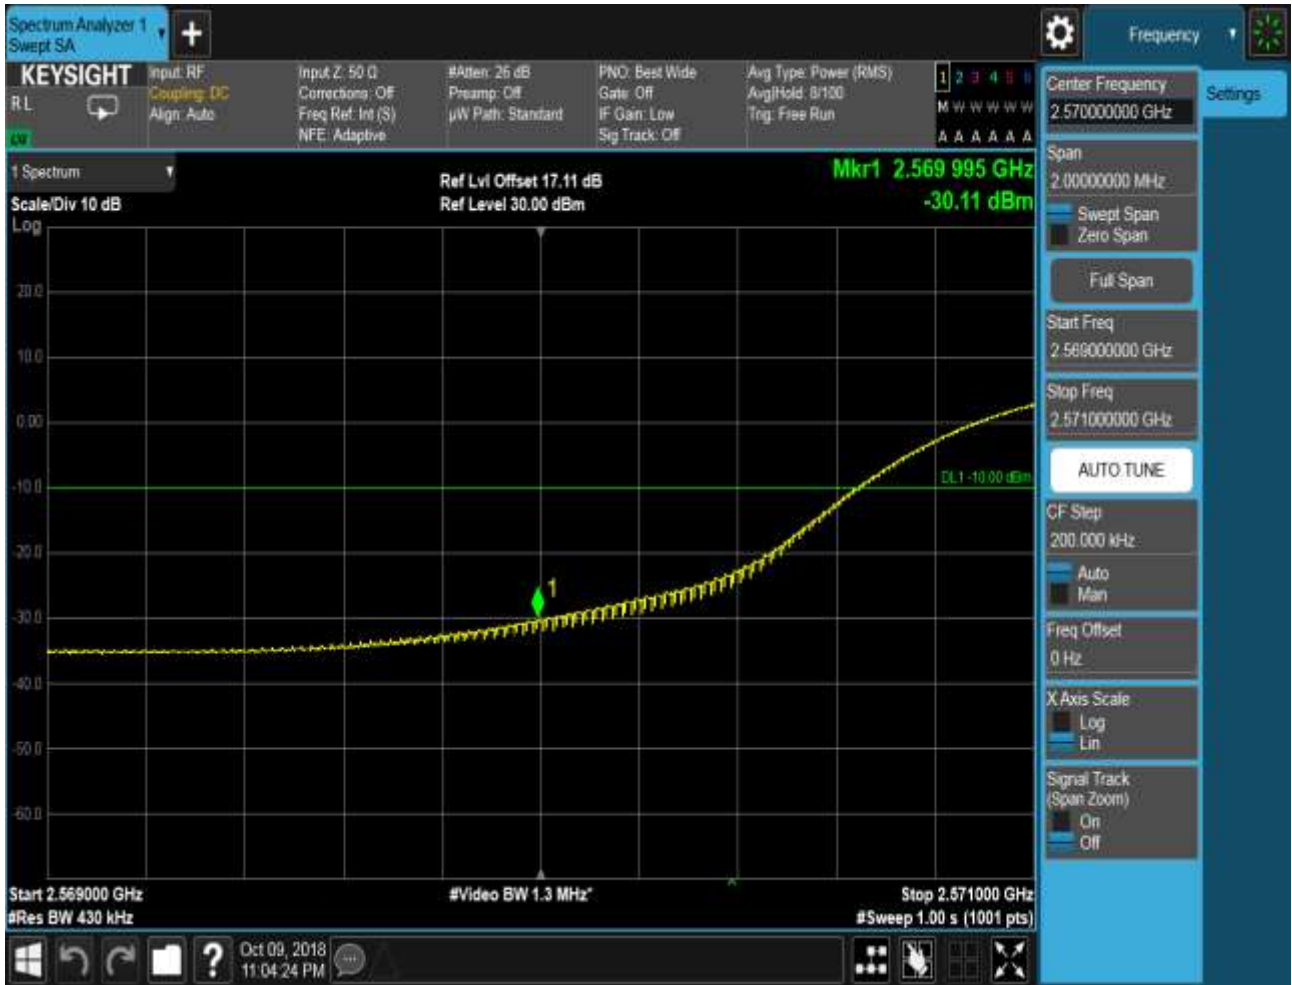 Spectrum Analyzer 1
Swept SA
+
Frequency
KEYSIGHT
R L
Input: RF
Coupling: DC
Align: Auto
Input Z: 50 Ω
Corrections: Off
Freq Ref: Int (S)
NFE: Adaptive
#Atten: 26 dB
Preamp: Off
µW Path: Standard
PNO: Best Wide
Gate: Off
IF Gain: Low
Sig Track: Off
Avg Type: Power (RMS)
Avg|Hold: 8/100
Trig: Free Run
1 2 3 4 5 6
M W W W W W
A A A A A A
1 Spectrum
Scale/Div 10 dB
Log
Ref Lvl Offset 17.11 dB
Ref Level 30.00 dBm
Mkr1 2.569 995 GHz
-30.11 dBm
20.0
10.0
0.00
-10.0
-20.0
-30.0
-40.0
-50.0
-60.0
DL1 -10.00 dBm
1
Start 2.569000 GHz
#Res BW 430 kHz
#Video BW 1.3 MHz*
Stop 2.571000 GHz
#Sweep 1.00 s (1001 pts)
Center Frequency
2.570000000 GHz
Settings
Span
2.00000000 MHz
Swept Span
Zero Span
Full Span
Start Freq
2.569000000 GHz
Stop Freq
2.571000000 GHz
AUTO TUNE
CF Step
200.000 kHz
Auto
Man
Freq Offset
0 Hz
X Axis Scale
Log
Lin
Signal Track
(Span Zoom)
On
Off
?
Oct 09, 2018
11:04:24 PM